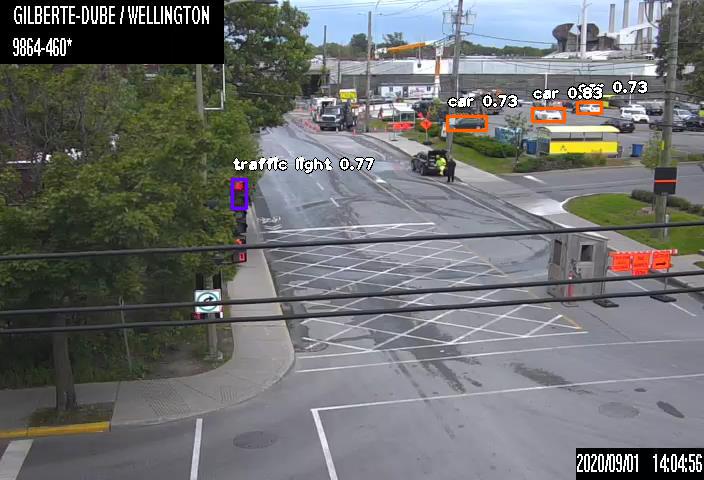 GILBERTE-DUBE / WELLINGTON
9864-460*
car 0.73
car 0.63
0.73
traffic light 0.77
2020/09/01 14:04:56